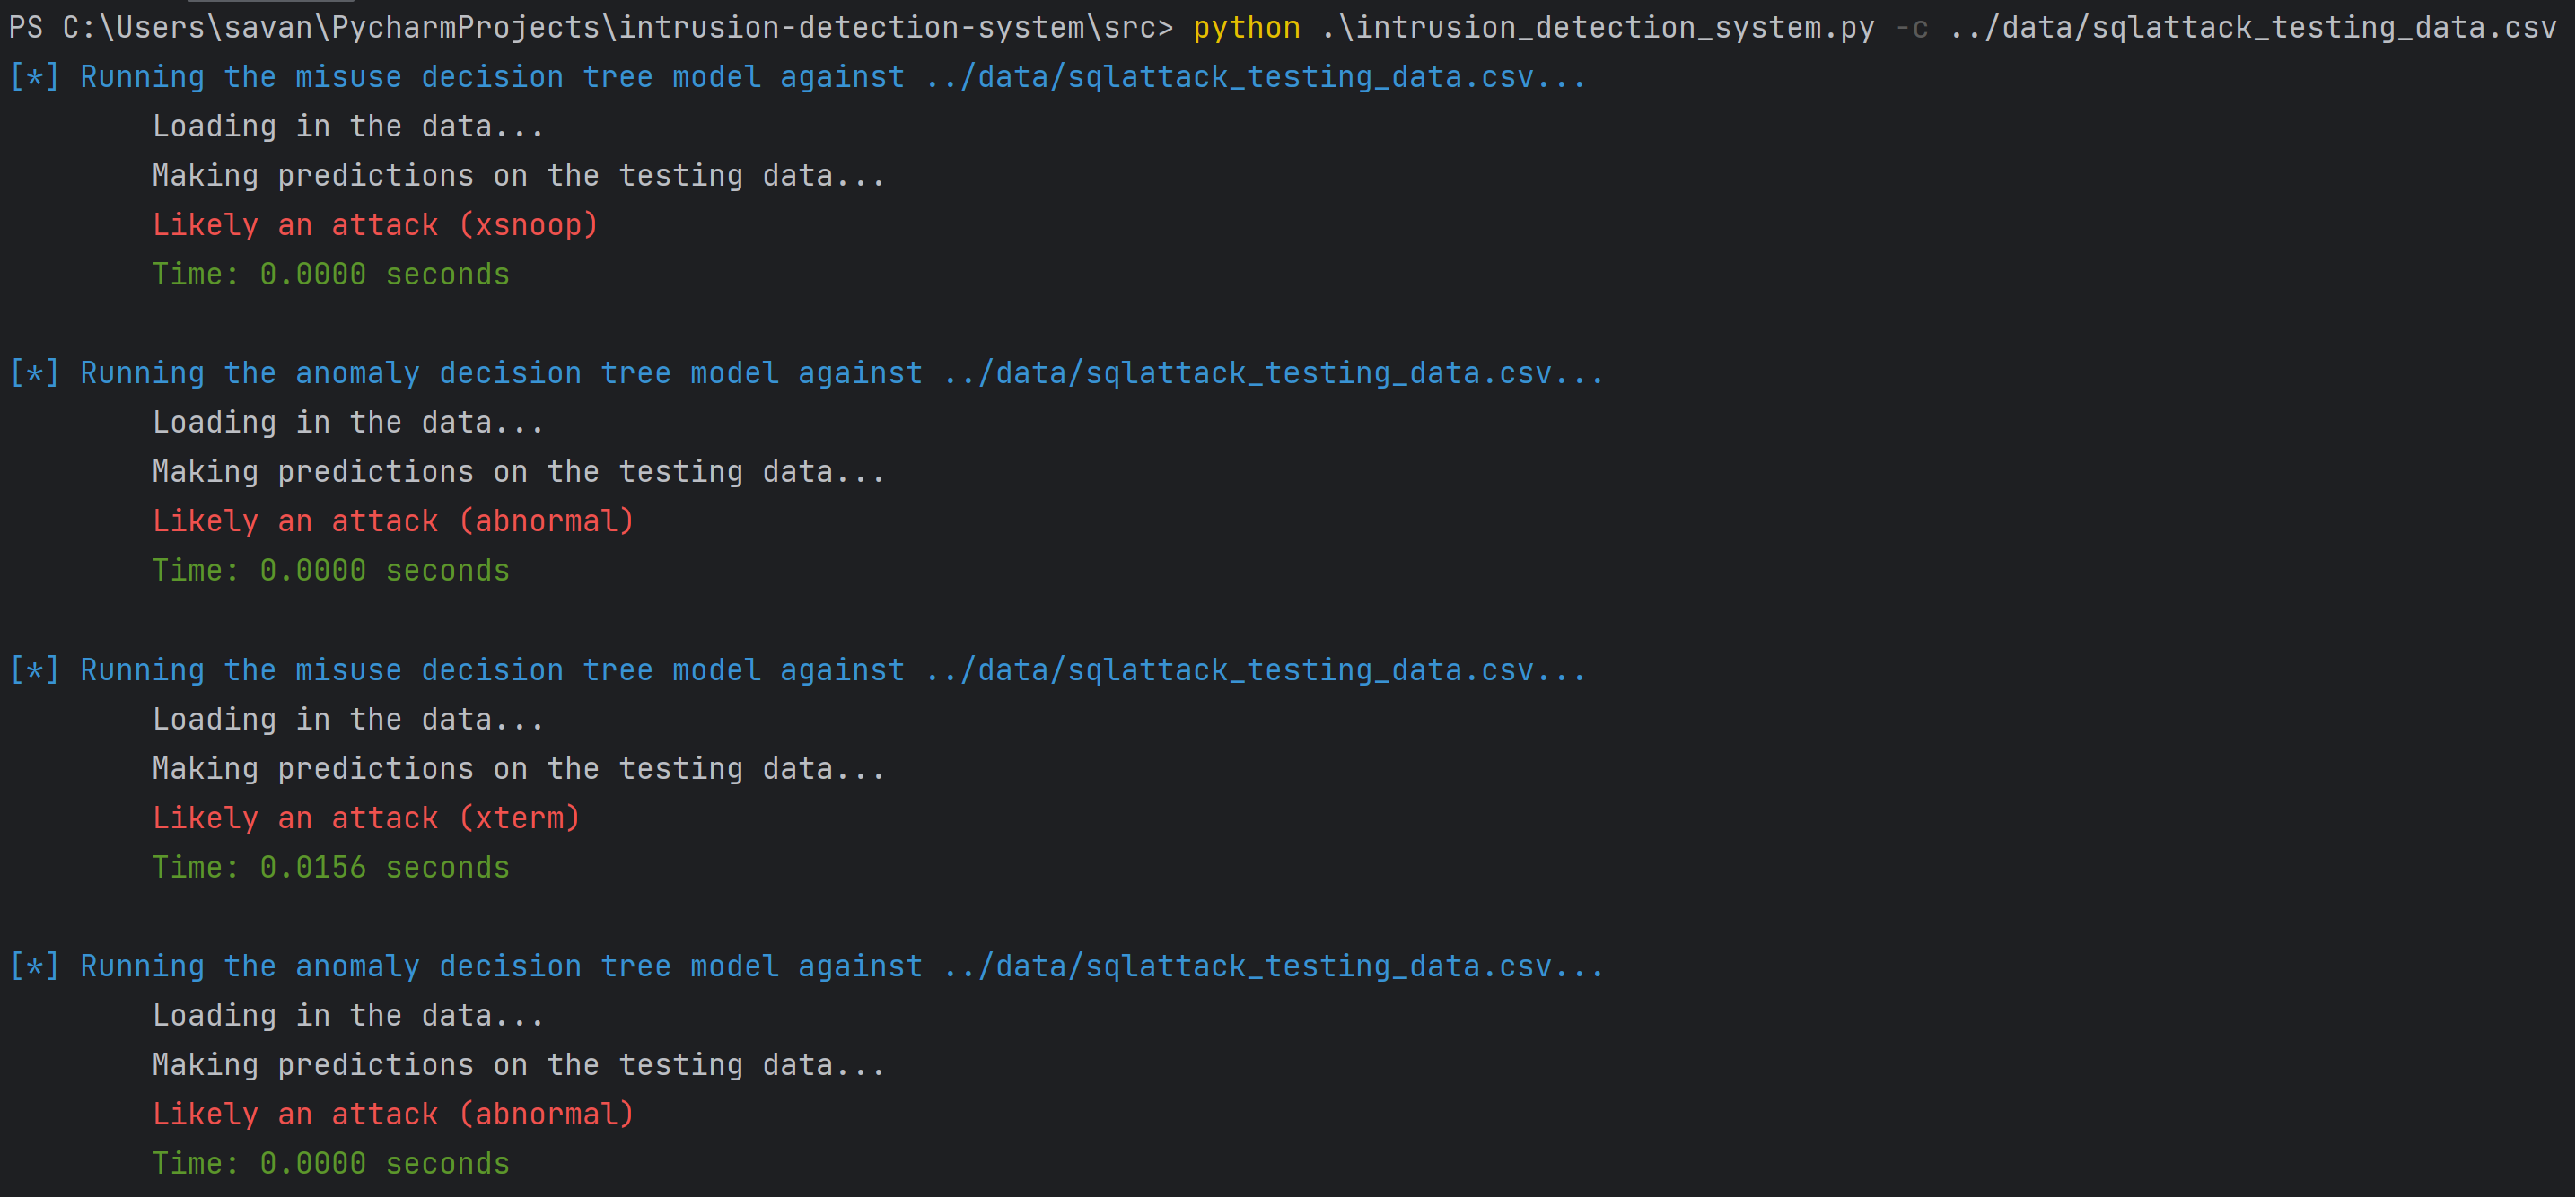 PS C:\Users\savan\PycharmProjects\intrusion-detection-system\src> python .\intrusion_detection_system.py -c ../data/sqlattack_testing_data.csv
[*] Running the misuse decision tree model against ../data/sqlattack_testing_data.csv...
Loading in the data...
Making predictions on the testing data...
Likely an attack (xsnoop)
Time: 0.0000 seconds
[*] Running the anomaly decision tree model against ../data/sqlattack_testing_data.csv...
Loading in the data...
Making predictions on the testing data...
Likely an attack (abnormal)
Time: 0.0000 seconds
[*] Running the misuse decision tree model against ../data/sqlattack_testing_data.csv...
Loading in the data...
Making predictions on the testing data...
Likely an attack (xterm)
Time: 0.0156 seconds
[*] Running the anomaly decision tree model against ../data/sqlattack_testing_data.csv...
Loading in the data...
Making predictions on the testing data...
Likely an attack (abnormal)
Time: 0.0000 seconds